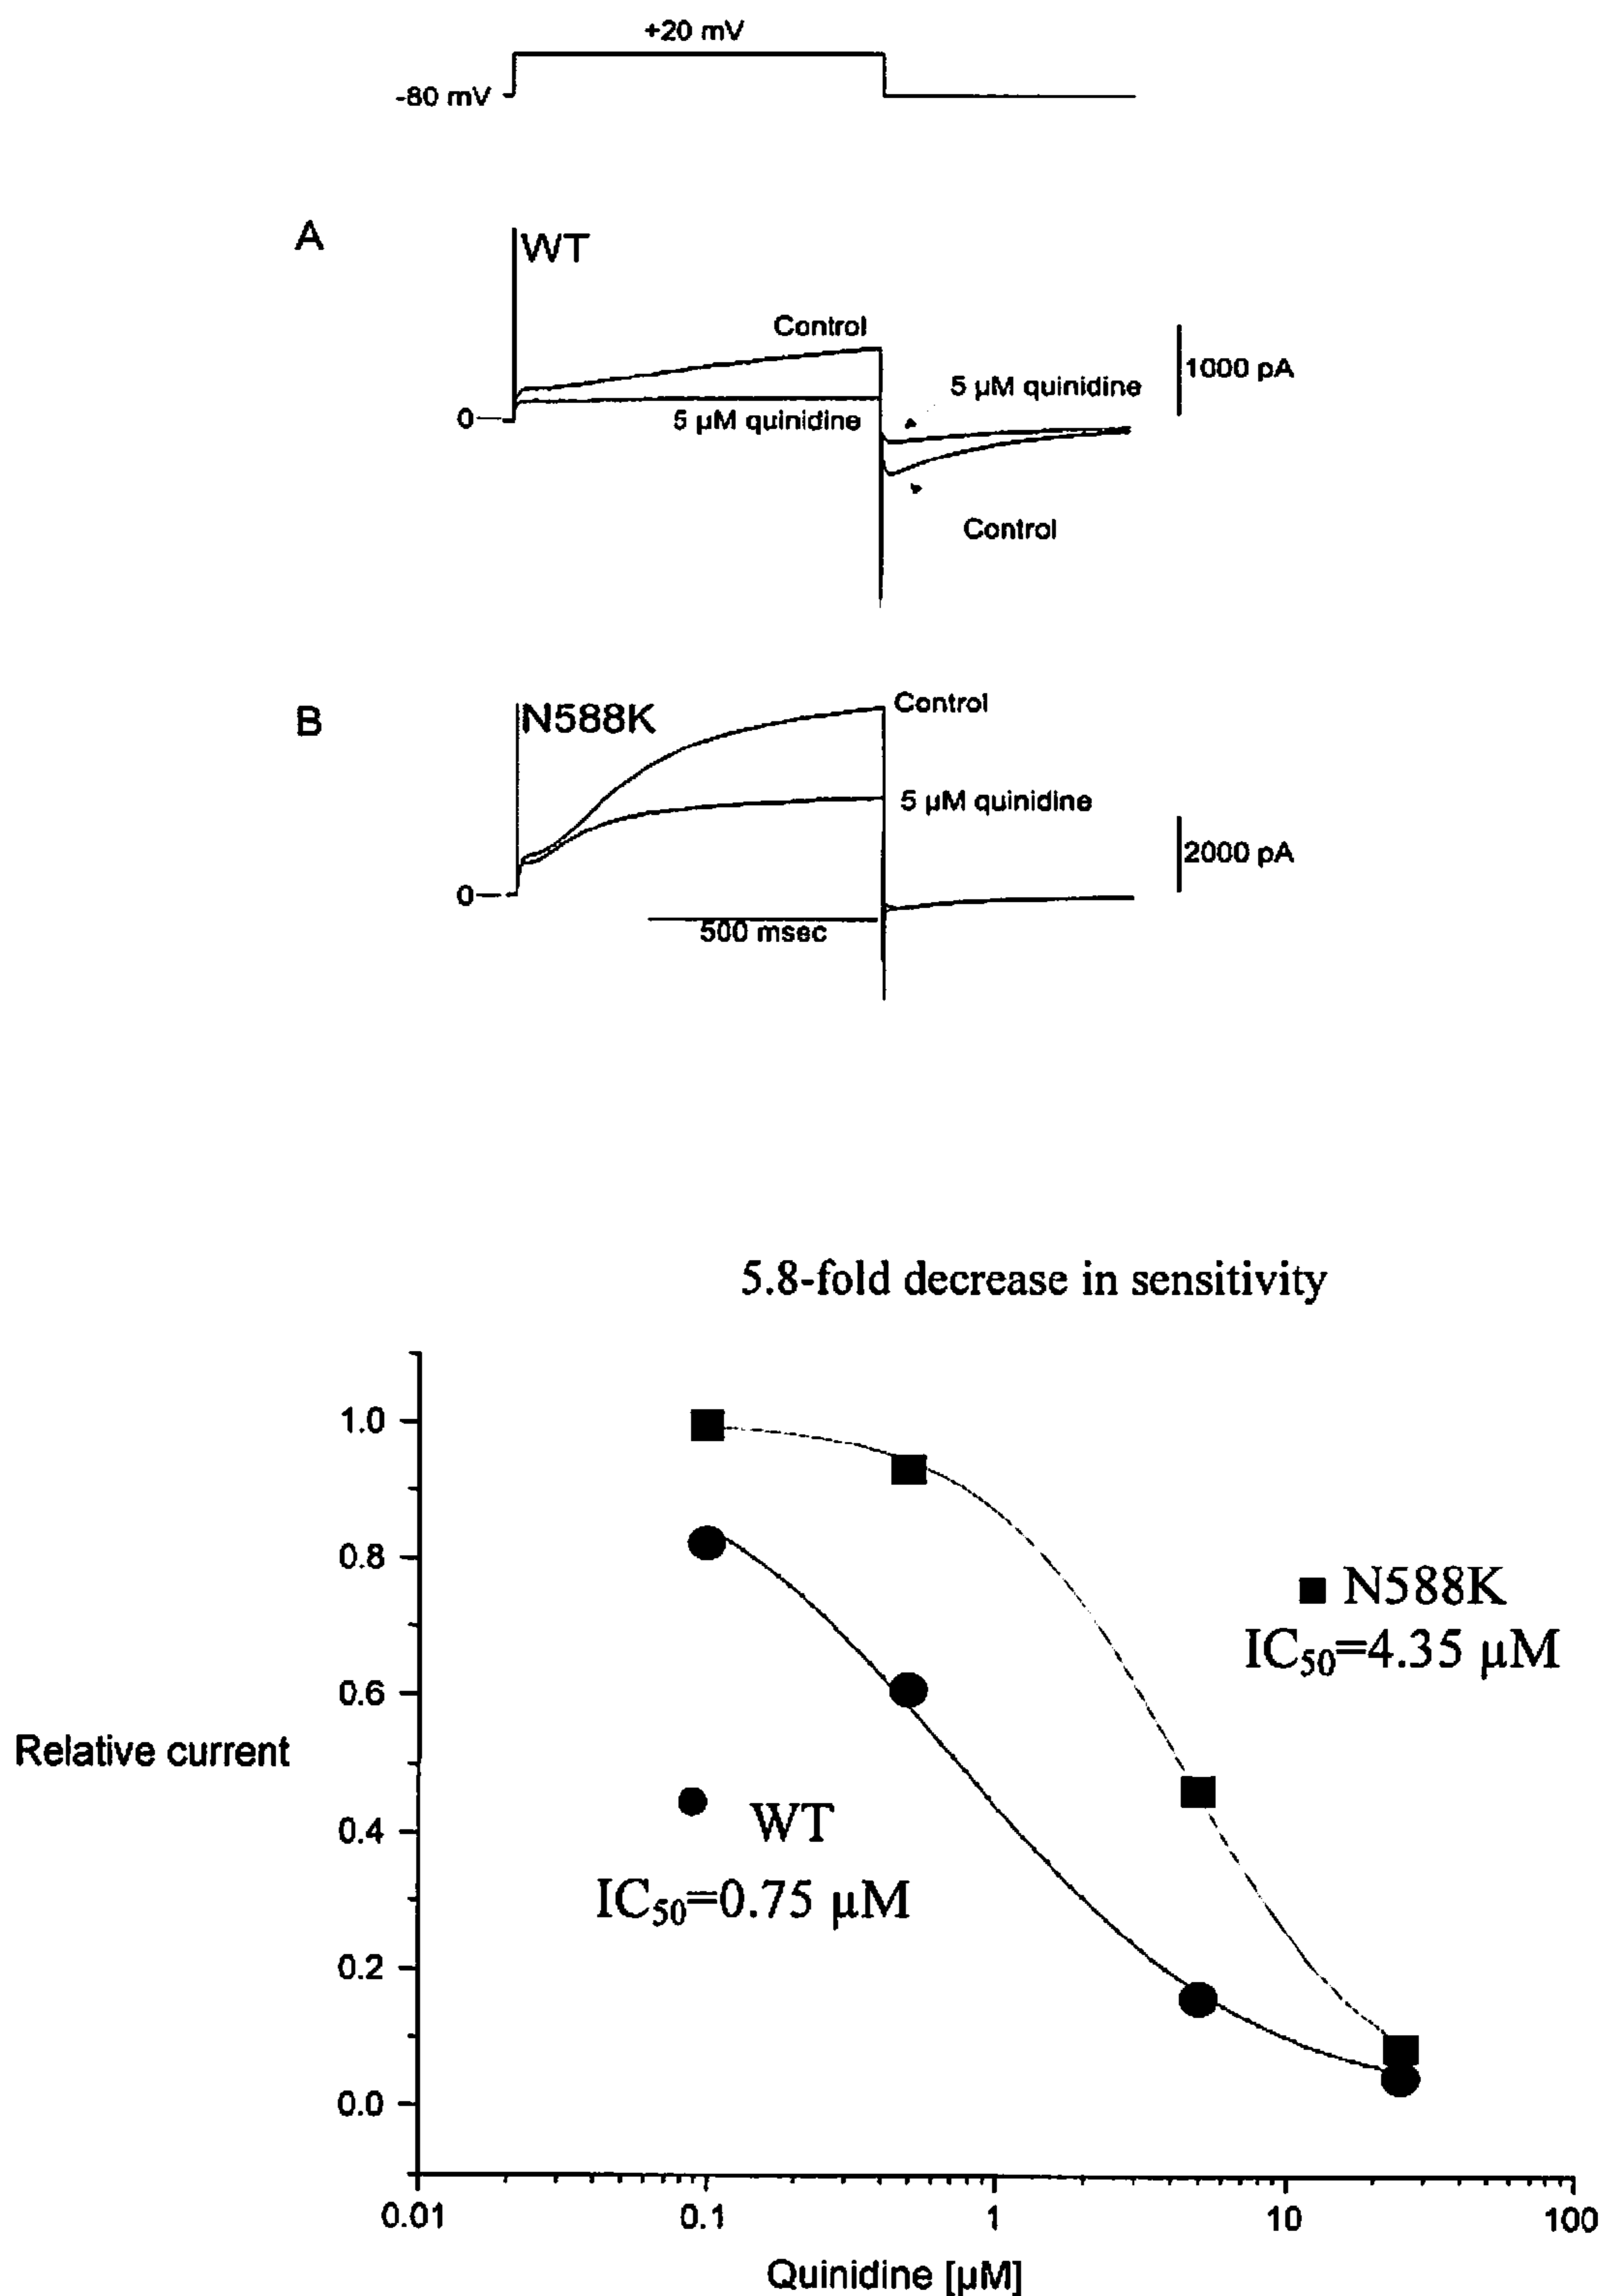 +20 mV
-80 mV
A
WT
Control
1000 pA
5 µM quinidine
0
5 µM quinidine
Control
B
N588K
Control
5 µM quinidine
2000 pA
0
500 msec
5.8-fold decrease in sensitivity
1.0
0.8
0.6
0.4
0.2
0.0
Relative current
N588K
IC50=4.35 µM
WT
IC50=0.75 µM
0.01
0.1
1
10
100
Quinidine [µM]